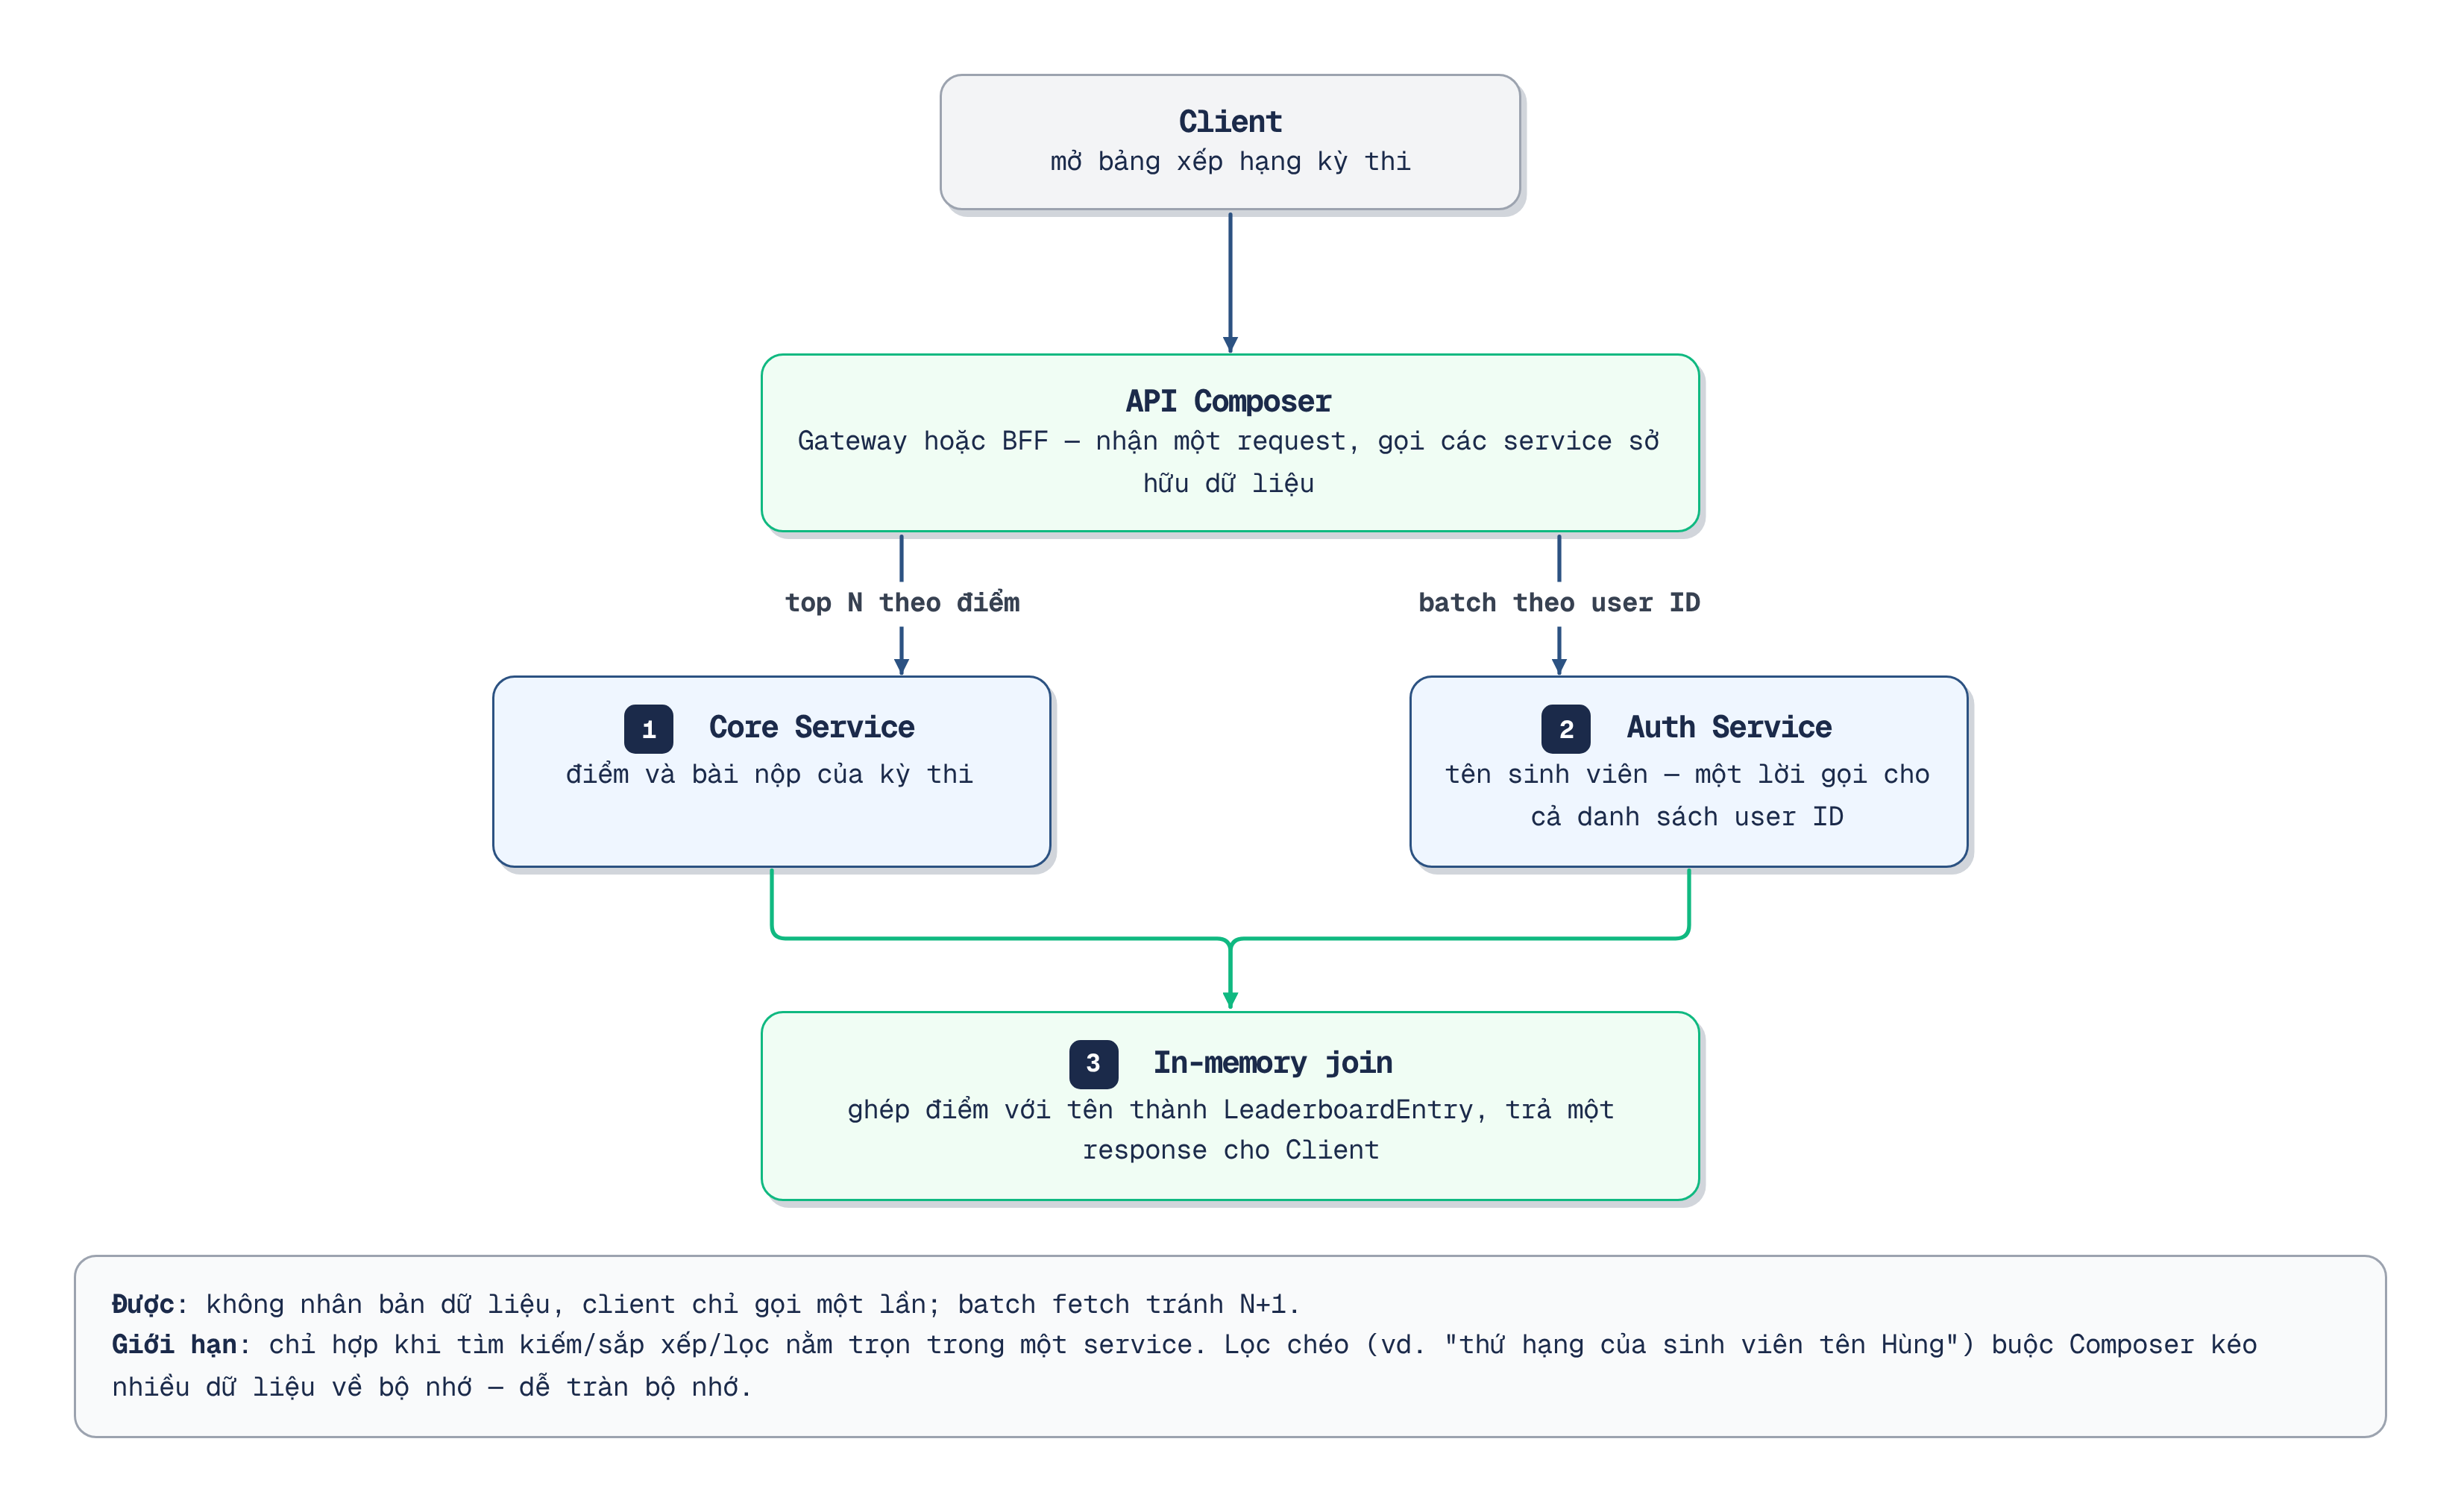 Client
mở bảng xếp hạng kỳ thi
API Composer
Gateway hoặc BFF — nhận một request, gọi các service sở
hữu dữ liệu
top N theo điểm
batch theo user ID
1 Core Service
điểm và bài nộp của kỳ thi
2 Auth Service
tên sinh viên — một lời gọi cho
cả danh sách user ID
3 In-memory join
ghép điểm với tên thành LeaderboardEntry, trả một
response cho Client
Được: không nhân bản dữ liệu, client chỉ gọi một lần; batch fetch tránh N+1.
Giới hạn: chỉ hợp khi tìm kiếm/sắp xếp/lọc nằm trọn trong một service. Lọc chéo (vd. "thứ hạng của sinh viên tên Hùng") buộc Composer kéo
nhiều dữ liệu về bộ nhớ — dễ tràn bộ nhớ.